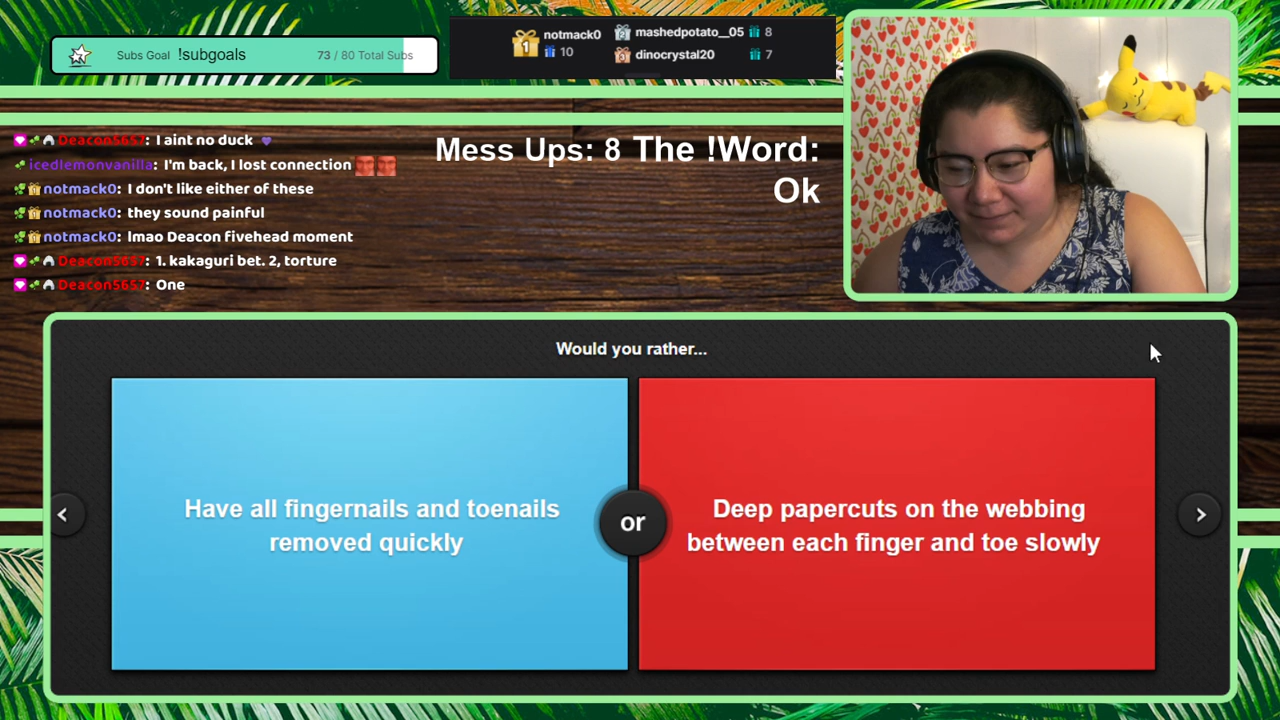 Subs Goal !subgoals 73 / 80 Total Subs
1 notmack0 10
2 mashedpotato__05 8
3 dinocrystal20 7
Deacon5657: I aint no duck
icedlemonvanilla: I'm back, I lost connection
notmack0: I don't like either of these
notmack0: they sound painful
notmack0: lmao Deacon fivehead moment
Deacon5657: 1. kakaguri bet. 2, torture
Deacon5657: One
Mess Ups: 8 The !Word:
Ok
Would you rather...
Have all fingernails and toenails
removed quickly
or
Deep papercuts on the webbing
between each finger and toe slowly